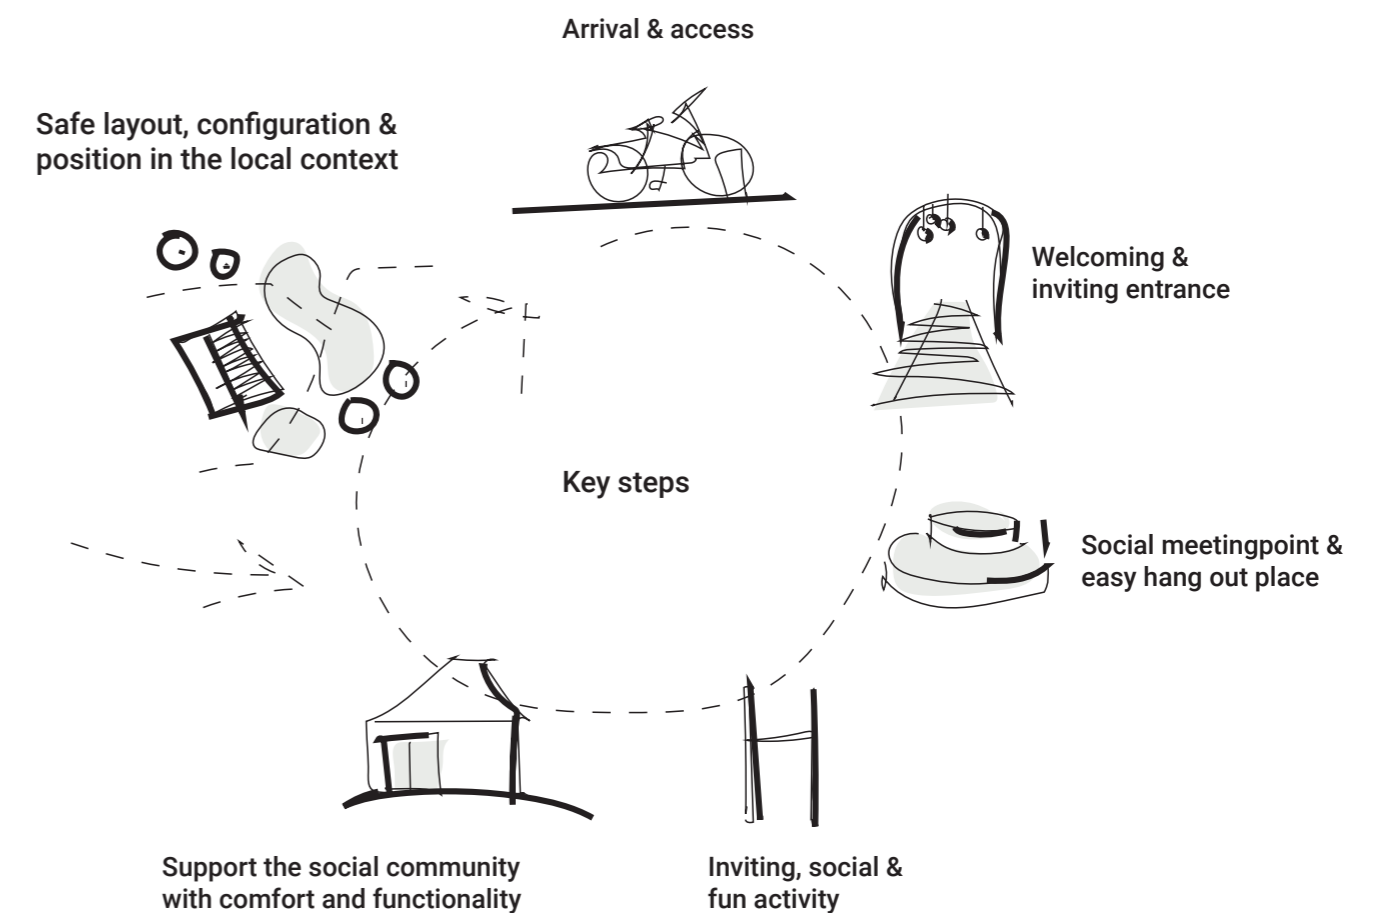 Arrival & access
Safe layout, configuration &
position in the local context
Welcoming &
inviting entrance
Key steps
Social meetingpoint &
easy hang out place
Support the social community
with comfort and functionality
Inviting, social &
fun activity